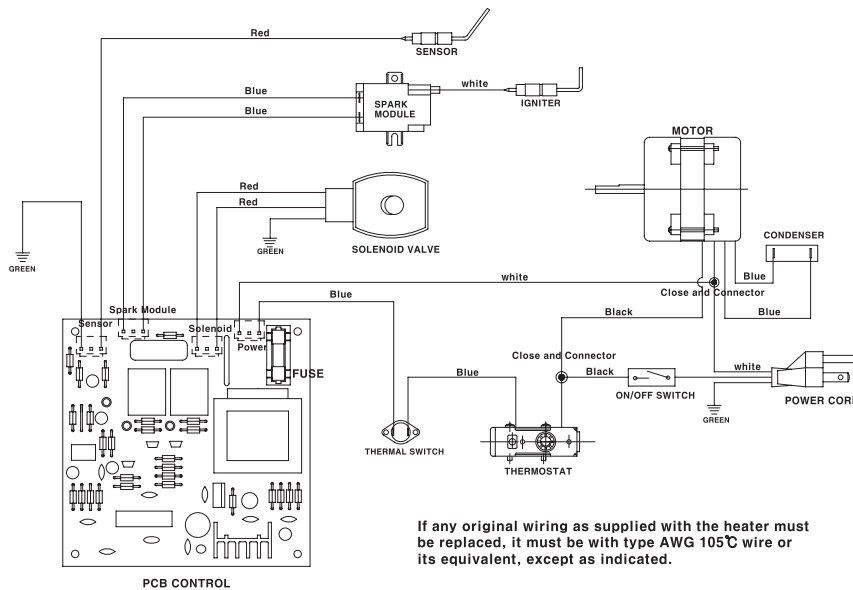 Red
SENSOR
Blue
white
SPARK
MODULE
IGNITER
Blue
MOTOR
Red
Red
CONDENSER
GREEN
SOLENOID VALVE
GREEN
white
Blue
Blue
Close and Connector
Spark Module
Black
Blue
Sensor
Solenoid
Power
Close and Connector
FUSE
Blue
Black
white
ON/OFF SWITCH
POWER COR
GREEN
THERMAL SWITCH
THERMOSTAT
If any original wiring as supplied with the heater must
be replaced, it must be with type AWG 105℃ wire or
its equivalent, except as indicated.
PCB CONTROL